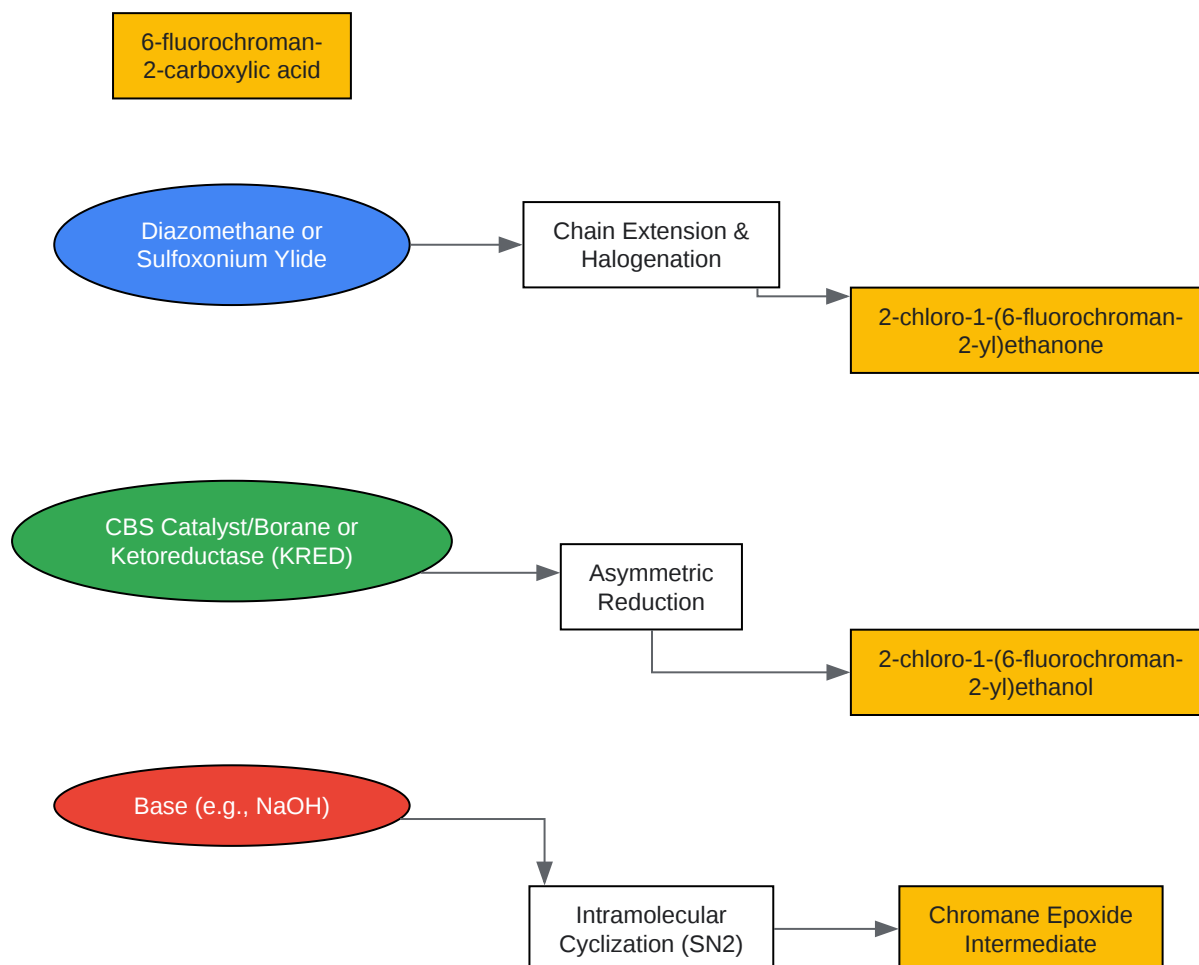 6-fluorochroman-
2-carboxylic acid
Diazomethane or
Sulfoxonium Ylide
Chain Extension &
Halogenation
2-chloro-1-(6-fluorochroman-
2-yl)ethanone
CBS Catalyst/Borane or
Ketoreductase (KRED)
Asymmetric
Reduction
2-chloro-1-(6-fluorochroman-
2-yl)ethanol
Base (e.g., NaOH)
Intramolecular
Cyclization (SN2)
Chromane Epoxide
Intermediate